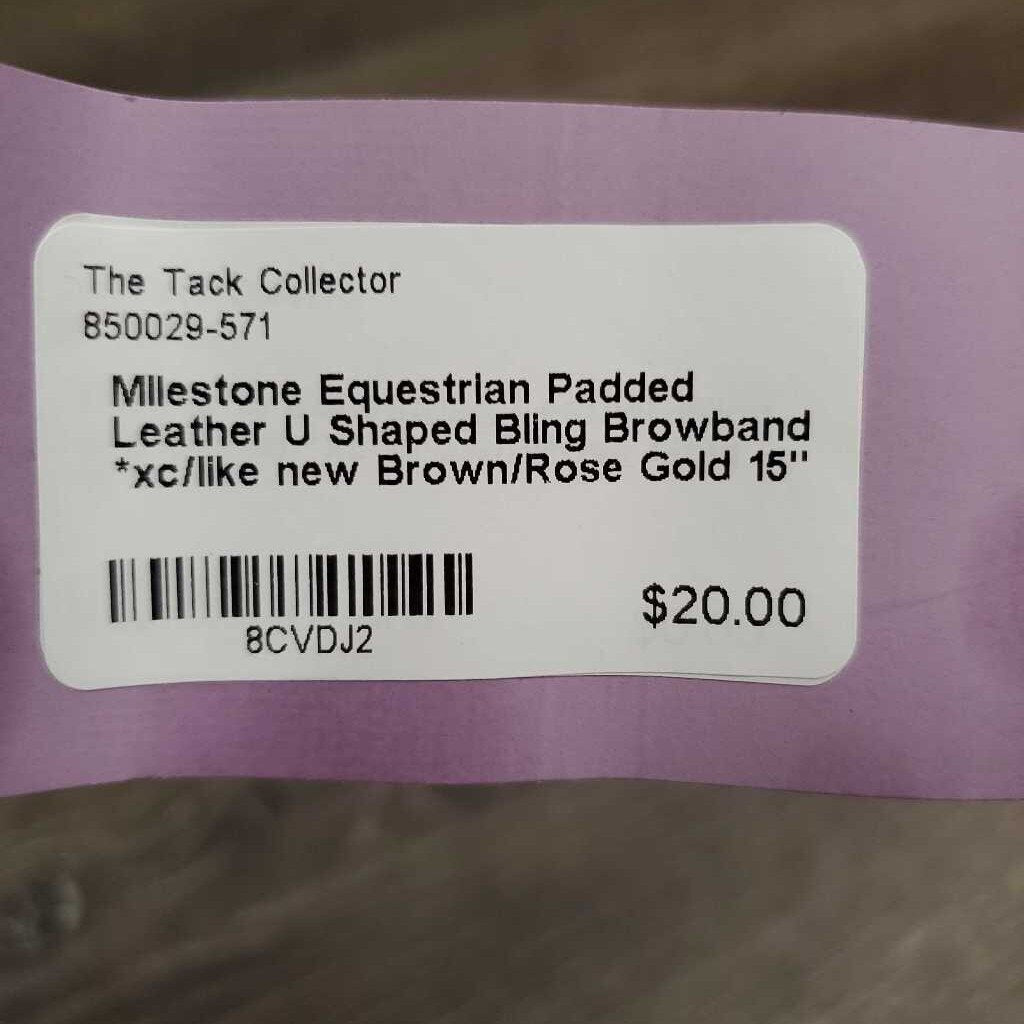 The Tack Collector
850029-571
Milestone Equestrian Padded
Leather U Shaped Bling Browband
*xc/like new Brown/Rose Gold 15"
8CVDJ2
$20.00